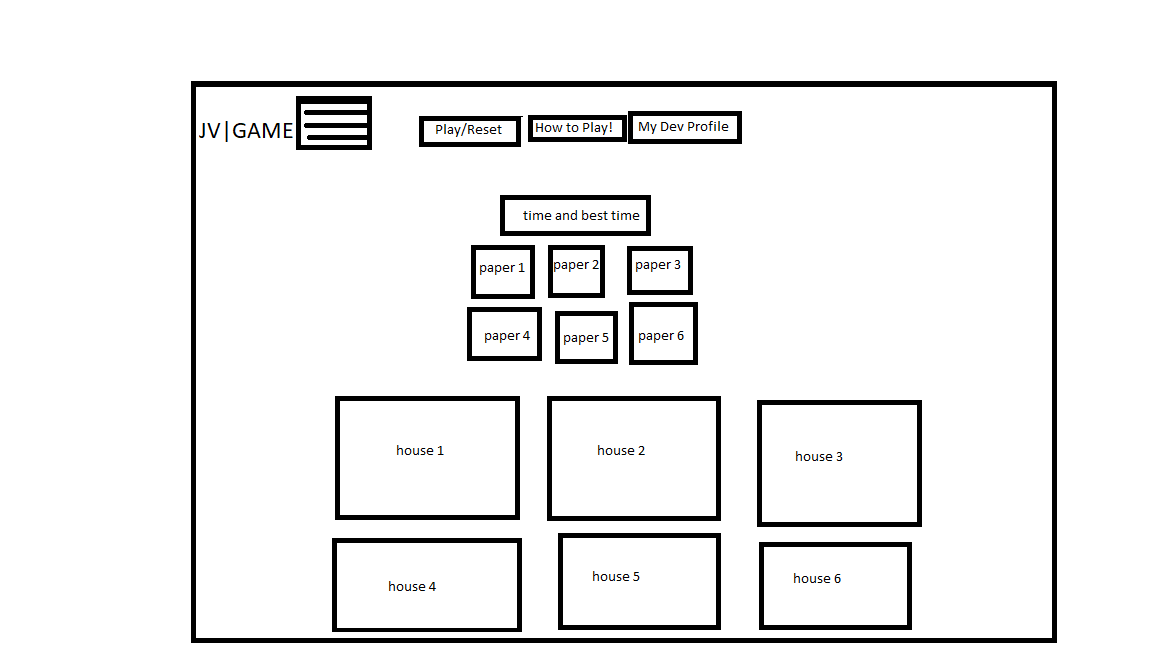 JV|GAME
Play/Reset
How to Play!
My Dev Profile
time and best time
paper 1
paper 2
paper 3
paper 4
paper 5
paper 6
house 1
house 2
house 3
house 4
house 5
house 6